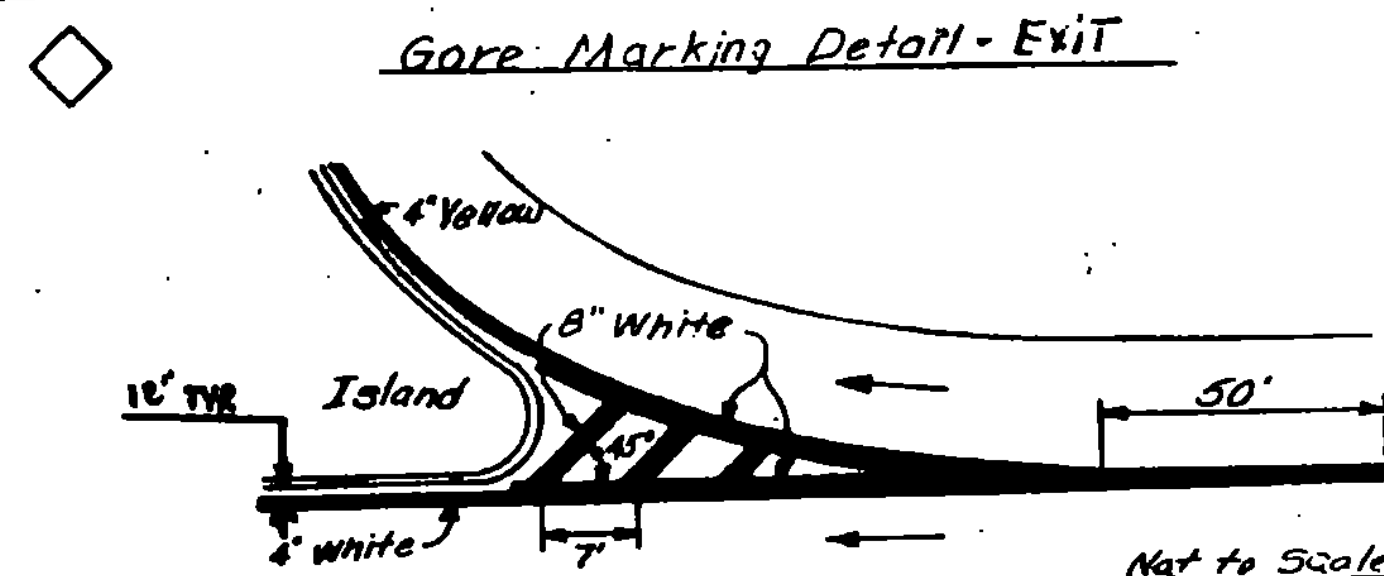 Gore Marking Detail - Exit
4" Yellow
8" White
12" TYP.
Island
50'
45°
4" White
7'
Not to Scale